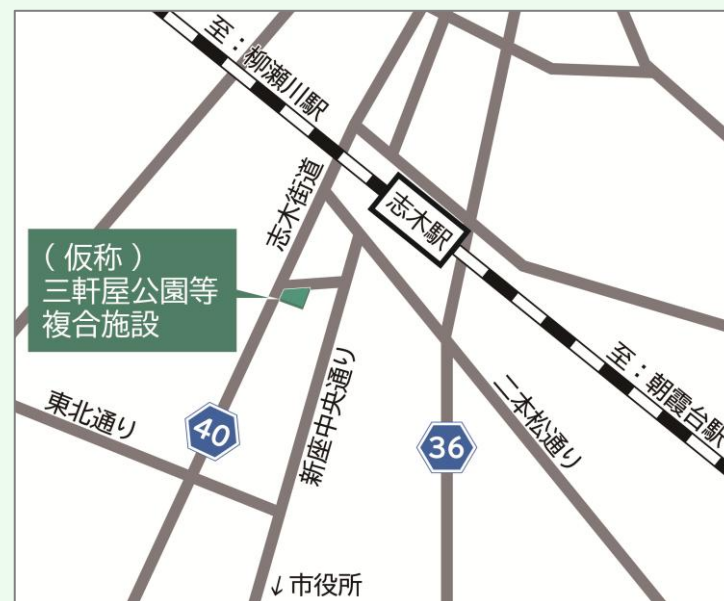 至：柳瀬川駅
志木街道
志木駅
（仮称）
三軒屋公園等
複合施設
至：朝霞台駅
東北通り
40
新座中央通り
36
二本松通り
↓市役所